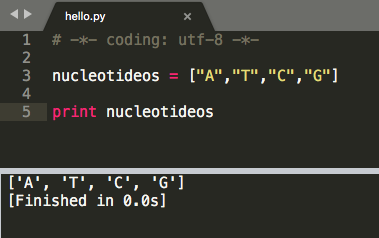 hello.py
1 # -*- coding: utf-8 -*-
2
3 nucleotideos = ["A","T","C","G"]
4
5 print nucleotideos
['A', 'T', 'C', 'G']
[Finished in 0.0s]